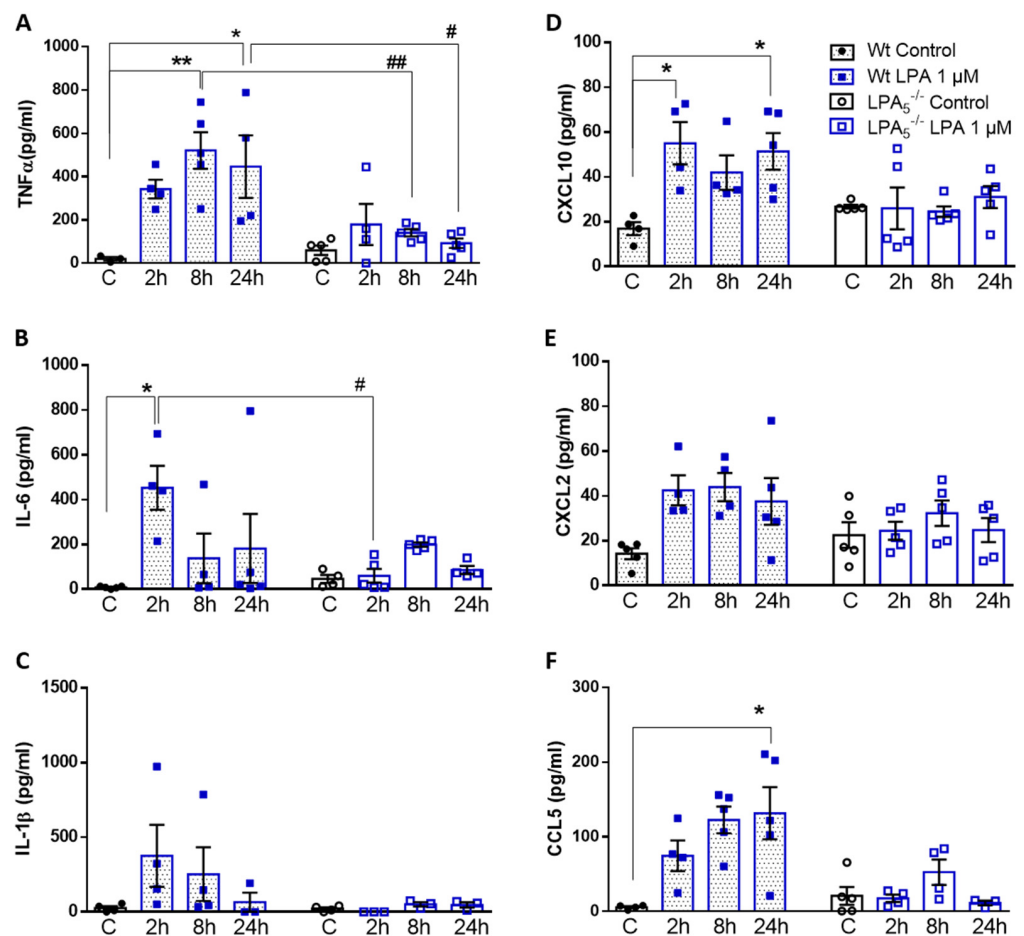 A
TNFα(pg/ml)
1000
800
600
400
200
0
* #
** ##
C 2h 8h 24h C 2h 8h 24h
D
CXCL10 (pg/ml)
100
80
60
40
20
0
* *
Wt Control
Wt LPA 1 µM
LPA5-/- Control
LPA5-/- LPA 1 µM
C 2h 8h 24h C 2h 8h 24h
B
IL-6 (pg/ml)
1000
800
600
400
200
0
* #
C 2h 8h 24h C 2h 8h 24h
E
CXCL2 (pg/ml)
100
80
60
40
20
0
C 2h 8h 24h C 2h 8h 24h
C
IL-1β (pg/ml)
1500
1000
500
0
C 2h 8h 24h C 2h 8h 24h
F
CCL5 (pg/ml)
300
200
100
0
*
C 2h 8h 24h C 2h 8h 24h